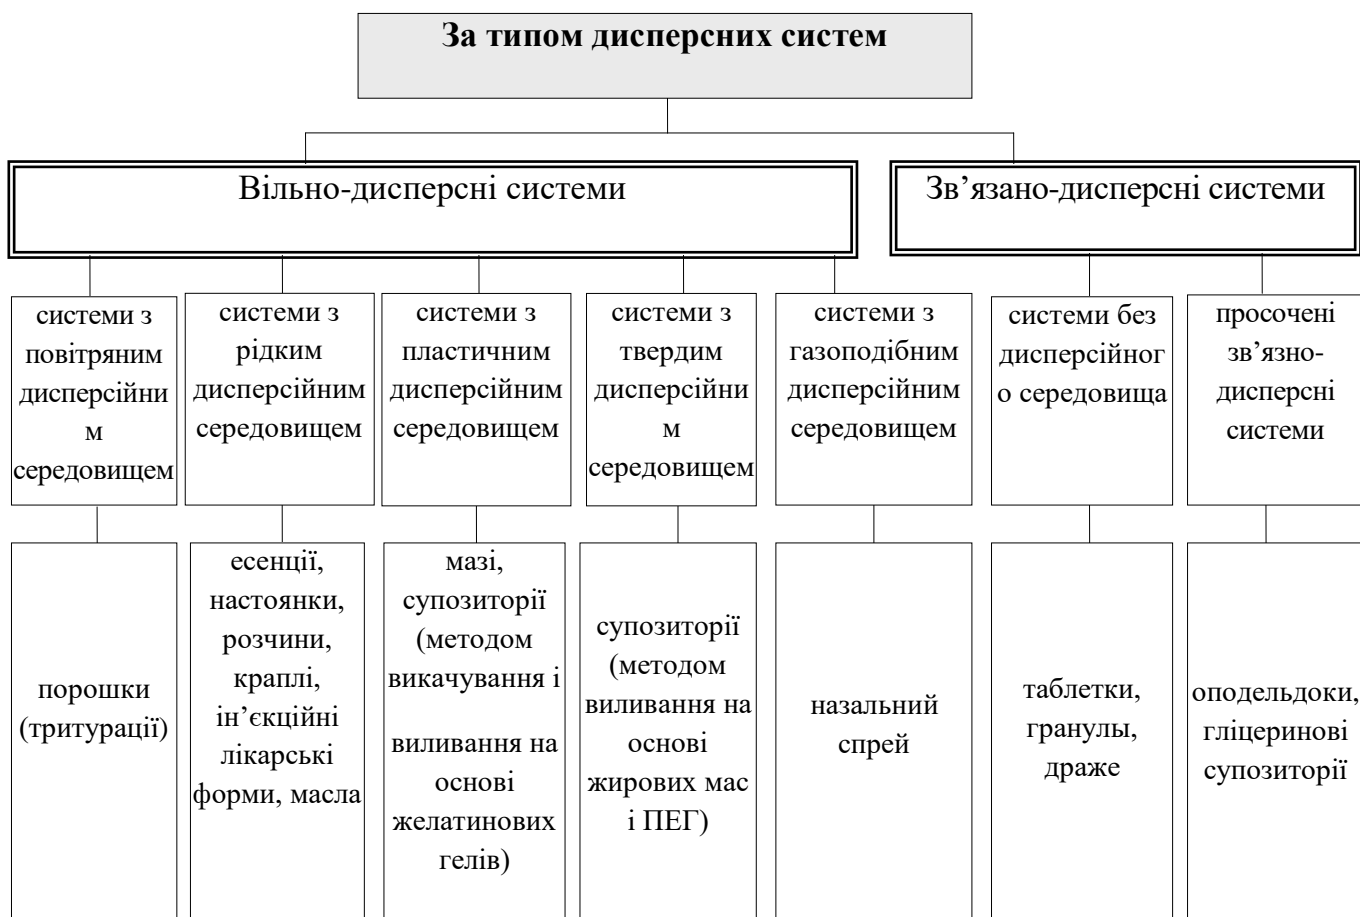 За типом дисперсних систем
Вільно-дисперсні системи
Зв’язано-дисперсні системи
системи з
повітряним
дисперсійни
м
середовищем
системи з
рідким
дисперсійним
середовищем
системи з
пластичним
дисперсійним
середовищем
системи з
твердим
дисперсійни
м
середовищем
системи з
газоподібним
дисперсійним
середовищем
системи без
дисперсійног
о середовища
просочені
зв’язно-
дисперсні
системи
порошки
(тритурації)
есенції,
настоянки,
розчини,
краплі,
ін’єкційні
лікарські
форми, масла
мазі,
супозиторії
(методом
викачування і
виливання на
основі
желатинових
гелів)
супозиторії
(методом
виливання на
основі
жирових мас
і ПЕГ)
назальний
спрей
таблетки,
гранулы,
драже
оподельдоки,
гліцеринові
супозиторії